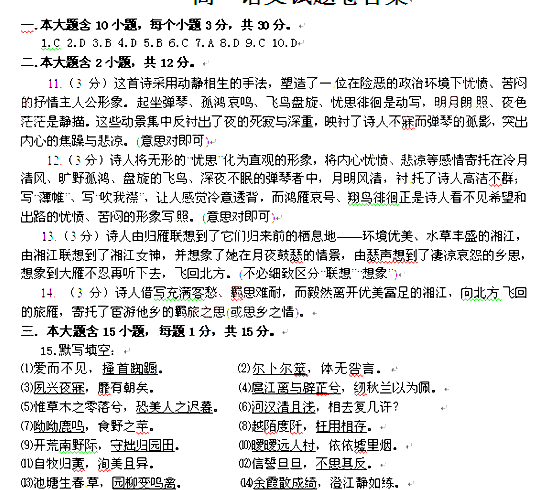 一.本大题含10小题，每个小题3分，共30分。
1.C 2.D 3.B 4.D 5.B 6.C 7.A 8.D 9.C 10.D
二.本大题含2小题，共12分。
11.（3 分）这首诗采用动静相生的手法，塑造了一位在险恶的政治环境下忧愤、苦闷
的抒情主人公形象。起坐弹琴、孤鸿哀鸣、飞鸟盘旋、忧思徘徊是动写，明月朗照、夜色
茫茫是静描。这些动景集中反衬出了夜的死寂与深重，映衬了诗人不寐而弹琴的孤影，突出
内心的焦躁与悲凉。(意思对即可)
12.（3分）诗人将无形的“忧思”化为直观的形象，将内心忧愤、悲凉等感情寄托在冷月
清风、旷野孤鸿、盘旋的飞鸟、深夜不眠的弹琴者中，月明风清，衬托了诗人高洁不群；
写“薄帷”、写“吹我襟”，让人感觉冷意透背，而鸿雁哀号、翔鸟徘徊正是诗人看不见希望和
出路的忧愤、苦闷的形象写照。(意思对即可)
13.（3分）诗人由归雁联想到了它们归来前的栖息地——环境优美、水草丰盛的湘江，
由湘江联想到了湘江女神，并想象了她在月夜鼓瑟的情景，由瑟声想到了凄凉哀怨的乡思，
想象到大雁不忍再听下去，飞回北方。(不必细致区分“联想”“想象”)
14. （3 分）诗人借写充满客愁、羁思难耐，而毅然离开优美富足的湘江，向北方飞回
的旅雁，寄托了宦游他乡的羁旅之思(或思乡之情)。
三．本大题含15小题，每题1分，共15分。
15.默写填空：
⑴爱而不见，搔首踟蹰。 ⑵尔卜尔筮，体无咎言。
⑶夙兴夜寐，靡有朝矣。 ⑷扈江离与辟芷兮，纫秋兰以为佩。
⑸惟草木之零落兮，恐美人之迟暮。 ⑹河汉清且浅，相去复几许？
⑺呦呦鹿鸣，食野之苹。 ⑻越陌度阡，枉用相存。
⑼开荒南野际，守拙归园田。 ⑽暧暧远人村，依依墟里烟。
⑾自牧归荑，洵美且异。 ⑿信誓旦旦，不思其反。
⒀池塘生春草，园柳变鸣禽。 ⒁余霞散成绮，澄江静如练。